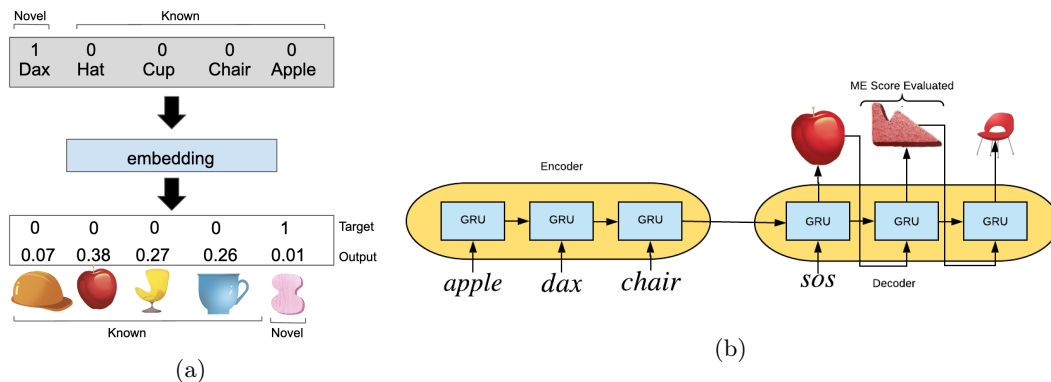 Novel Known
1 0 0 0 0
Dax Hat Cup Chair Apple
embedding
0 0 0 0 1 Target
0.07 0.38 0.27 0.26 0.01 Output
Known Novel
(a)
ME Score Evaluated
Encoder
GRU GRU GRU GRU GRU GRU
apple dax chair sos Decoder
(b)